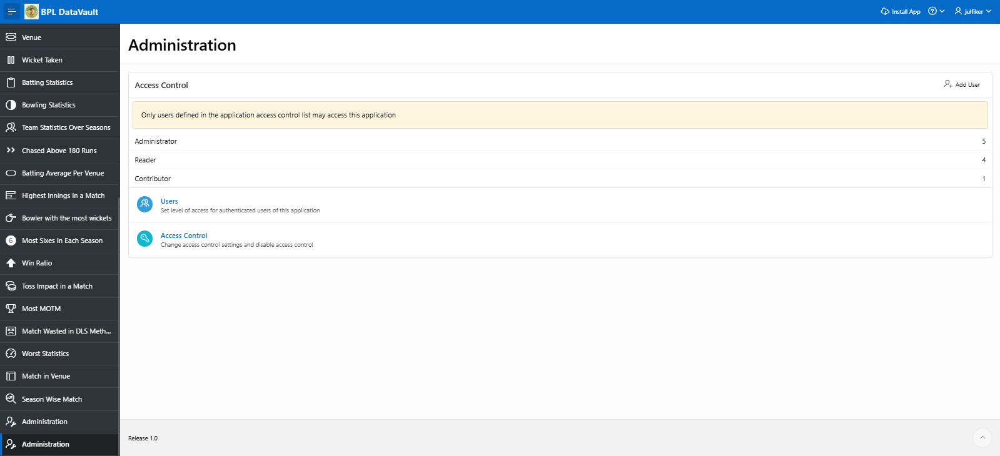 BPL DataVault
Install App
julfiker
Venue
Wicket Taken
Batting Statistics
Bowling Statistics
Team Statistics Over Seasons
Chased Above 180 Runs
Batting Average Per Venue
Highest Innings In a Match
Bowler with the most wickets
6 Most Sixes In Each Season
Win Ratio
Toss Impact in a Match
Most MOTM
Match Wasted in DLS Meth...
Worst Statistics
Match in Venue
Season Wise Match
Administration
Administration
Administration
Access Control
Add User
Only users defined in the application access control list may access this application
Administrator 5
Reader 4
Contributor 1
Users
Set level of access for authenticated users of this application
Access Control
Change access control settings and disable access control
Release 1.0